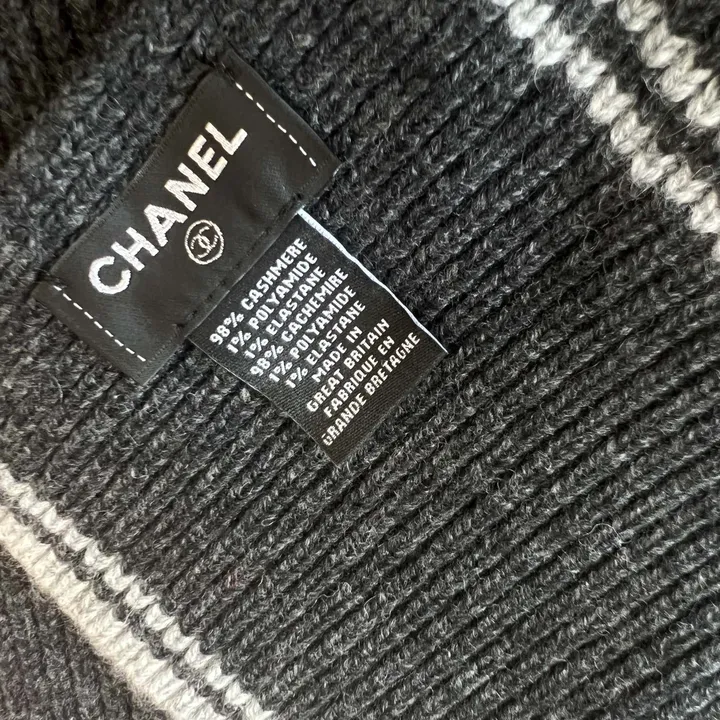 CHANEL
98% CASHMERE
1% POLYAMIDE
1% ELASTANE
98% CACHEMIRE
1% POLYAMIDE
1% ELASTANE
MADE IN
GREAT BRITAIN
FABRIQUE EN
GRANDE BRETAGNE